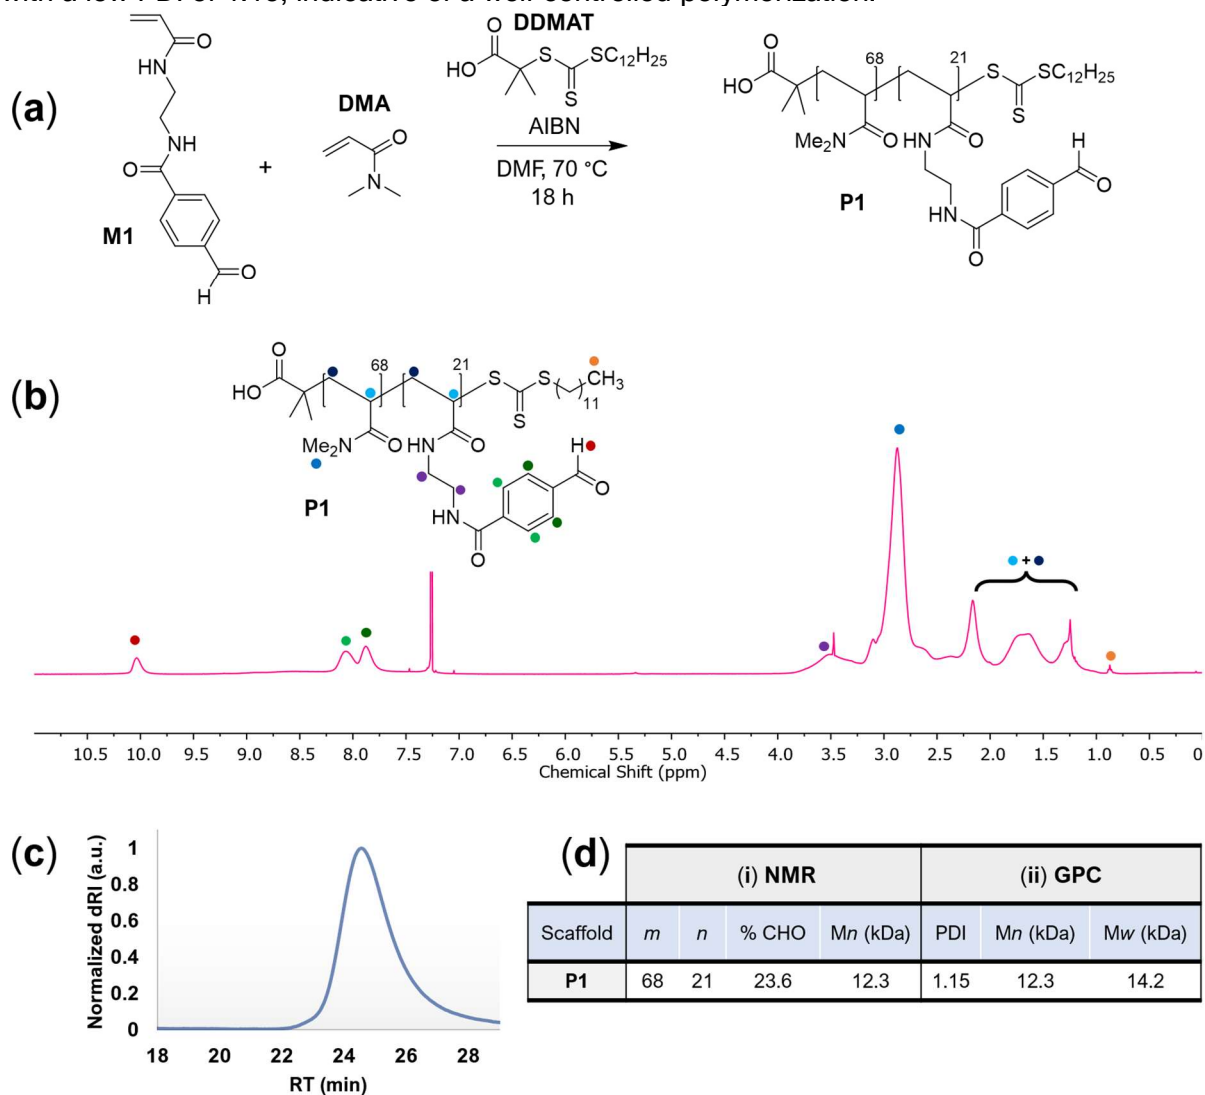 with a low PDI of 1.15, indicative of a well-controlled polymerization.
(a)
O
HN
NH
O
M1
O
H
+
DMA
O
N
DDMAT
O
HO
S
SC12H25
S
AIBN
DMF, 70 °C
18 h
O
HO
68
21
S
SC12H25
S
Me2N
O
HN
O
H
O
HN
O
P1
(b)
O
HO
68
21
S
S
CH3
11
S
Me2N
O
HN
O
H
O
HN
O
P1
+
10.5 10.0 9.5 9.0 8.5 8.0 7.5 7.0 6.5 6.0 5.5 5.0 4.5 4.0 3.5 3.0 2.5 2.0 1.5 1.0 0.5 0
Chemical Shift (ppm)
(c)
Normalized dRI (a.u.)
1
0.8
0.6
0.4
0.2
0
18 20 22 24 26 28
RT (min)
(d)
(i) NMR (ii) GPC
Scaffold m n % CHO Mn (kDa) PDI Mn (kDa) Mw (kDa)
P1 68 21 23.6 12.3 1.15 12.3 14.2